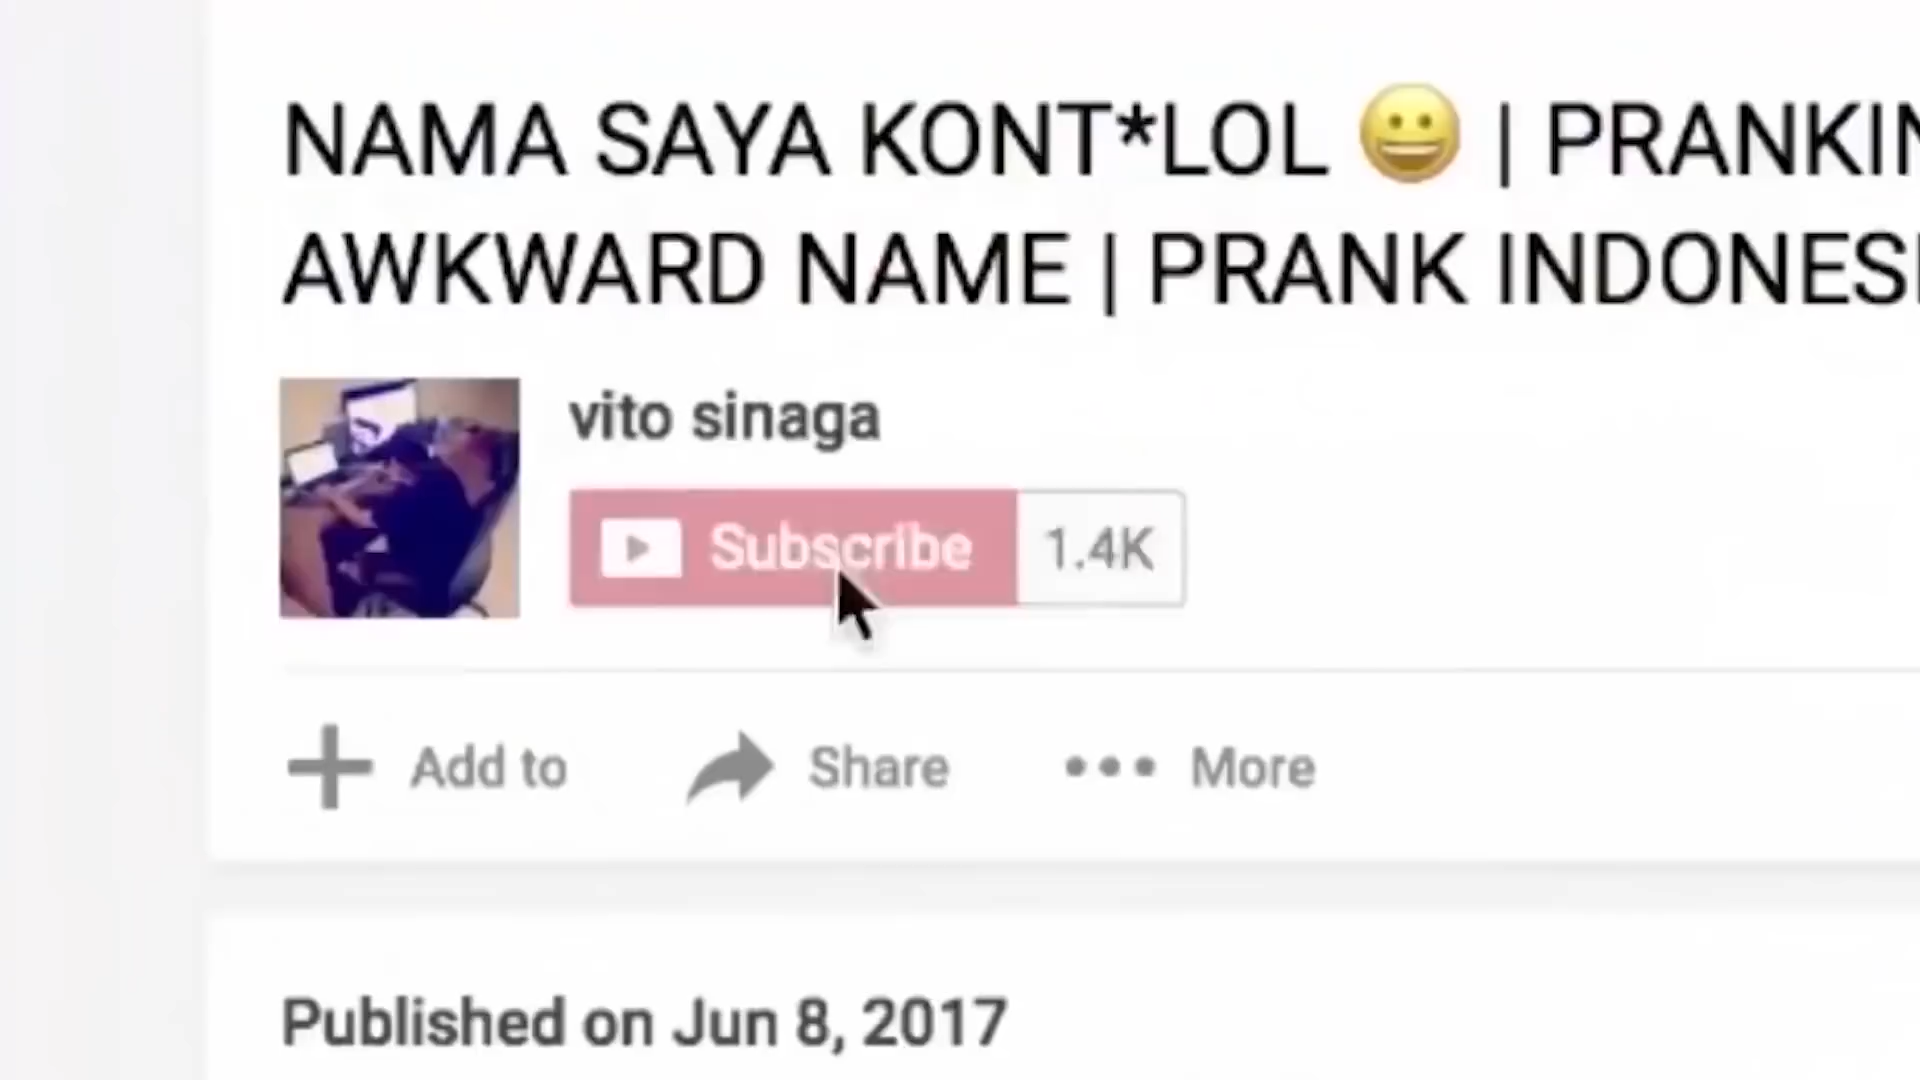 NAMA SAYA KONT*LOL 😀 | PRANKIN
AWKWARD NAME | PRANK INDONESI
vito sinaga
Subscribe 1.4K
Add to Share More
Published on Jun 8, 2017